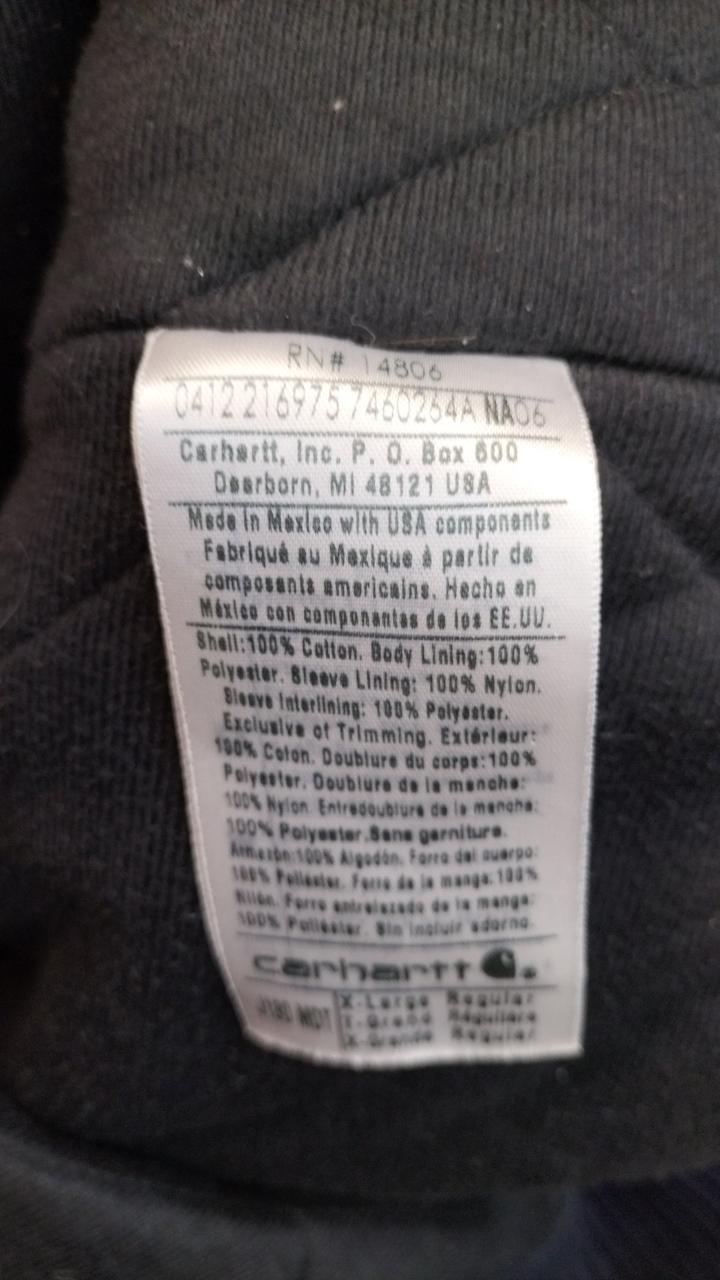 RN# 14806
0412 216975 7460264A NA06
Carhartt, Inc. P. O. Box 600
Dearborn, MI 48121 USA
Made in Mexico with USA components
Fabriqué au Mexique à partir de
composants americains. Hecho en
México con componentes de los EE.UU.
Shell:100% Cotton. Body Lining:100%
Polyester. Sleeve Lining: 100% Nylon.
Sleeve Interlining: 100% Polyester.
Exclusive of Trimming. Extérieur:
100% Coton. Doublure du corps:100%
Polyester. Doublure de la manche:
100% Nylon. Entredoublure de la manche:
100% Polyester.Sans garniture.
Armazón:100% Algodón. Forro del cuerpo:
100% Poliéster. Forro de la manga:100%
Nilón. Forro entrelazado de la manga:
100% Poliéster. Sin incluir adorno.
carhartt
MDT
X-Large Regular
T-Grand Régulière
X-Grande Regular